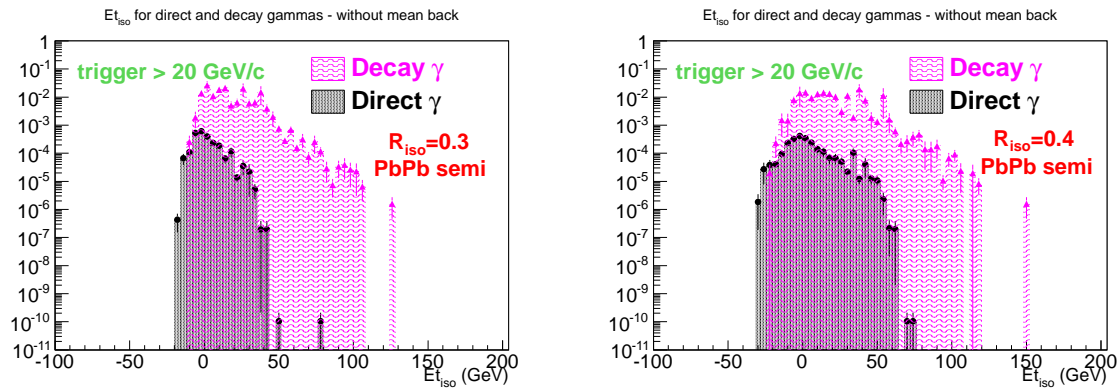 Et_iso for direct and decay gammas - without mean back
1
10^-1
10^-2
10^-3
10^-4
10^-5
10^-6
10^-7
10^-8
10^-9
10^-10
10^-11
trigger > 20 GeV/c
Decay γ
Direct γ
R_iso=0.3
PbPb semi
-100 -50 0 50 100 150 200
Et_iso (GeV)
Et_iso for direct and decay gammas - without mean back
1
10^-1
10^-2
10^-3
10^-4
10^-5
10^-6
10^-7
10^-8
10^-9
10^-10
10^-11
trigger > 20 GeV/c
Decay γ
Direct γ
R_iso=0.4
PbPb semi
-100 -50 0 50 100 150 200
Et_iso (GeV)